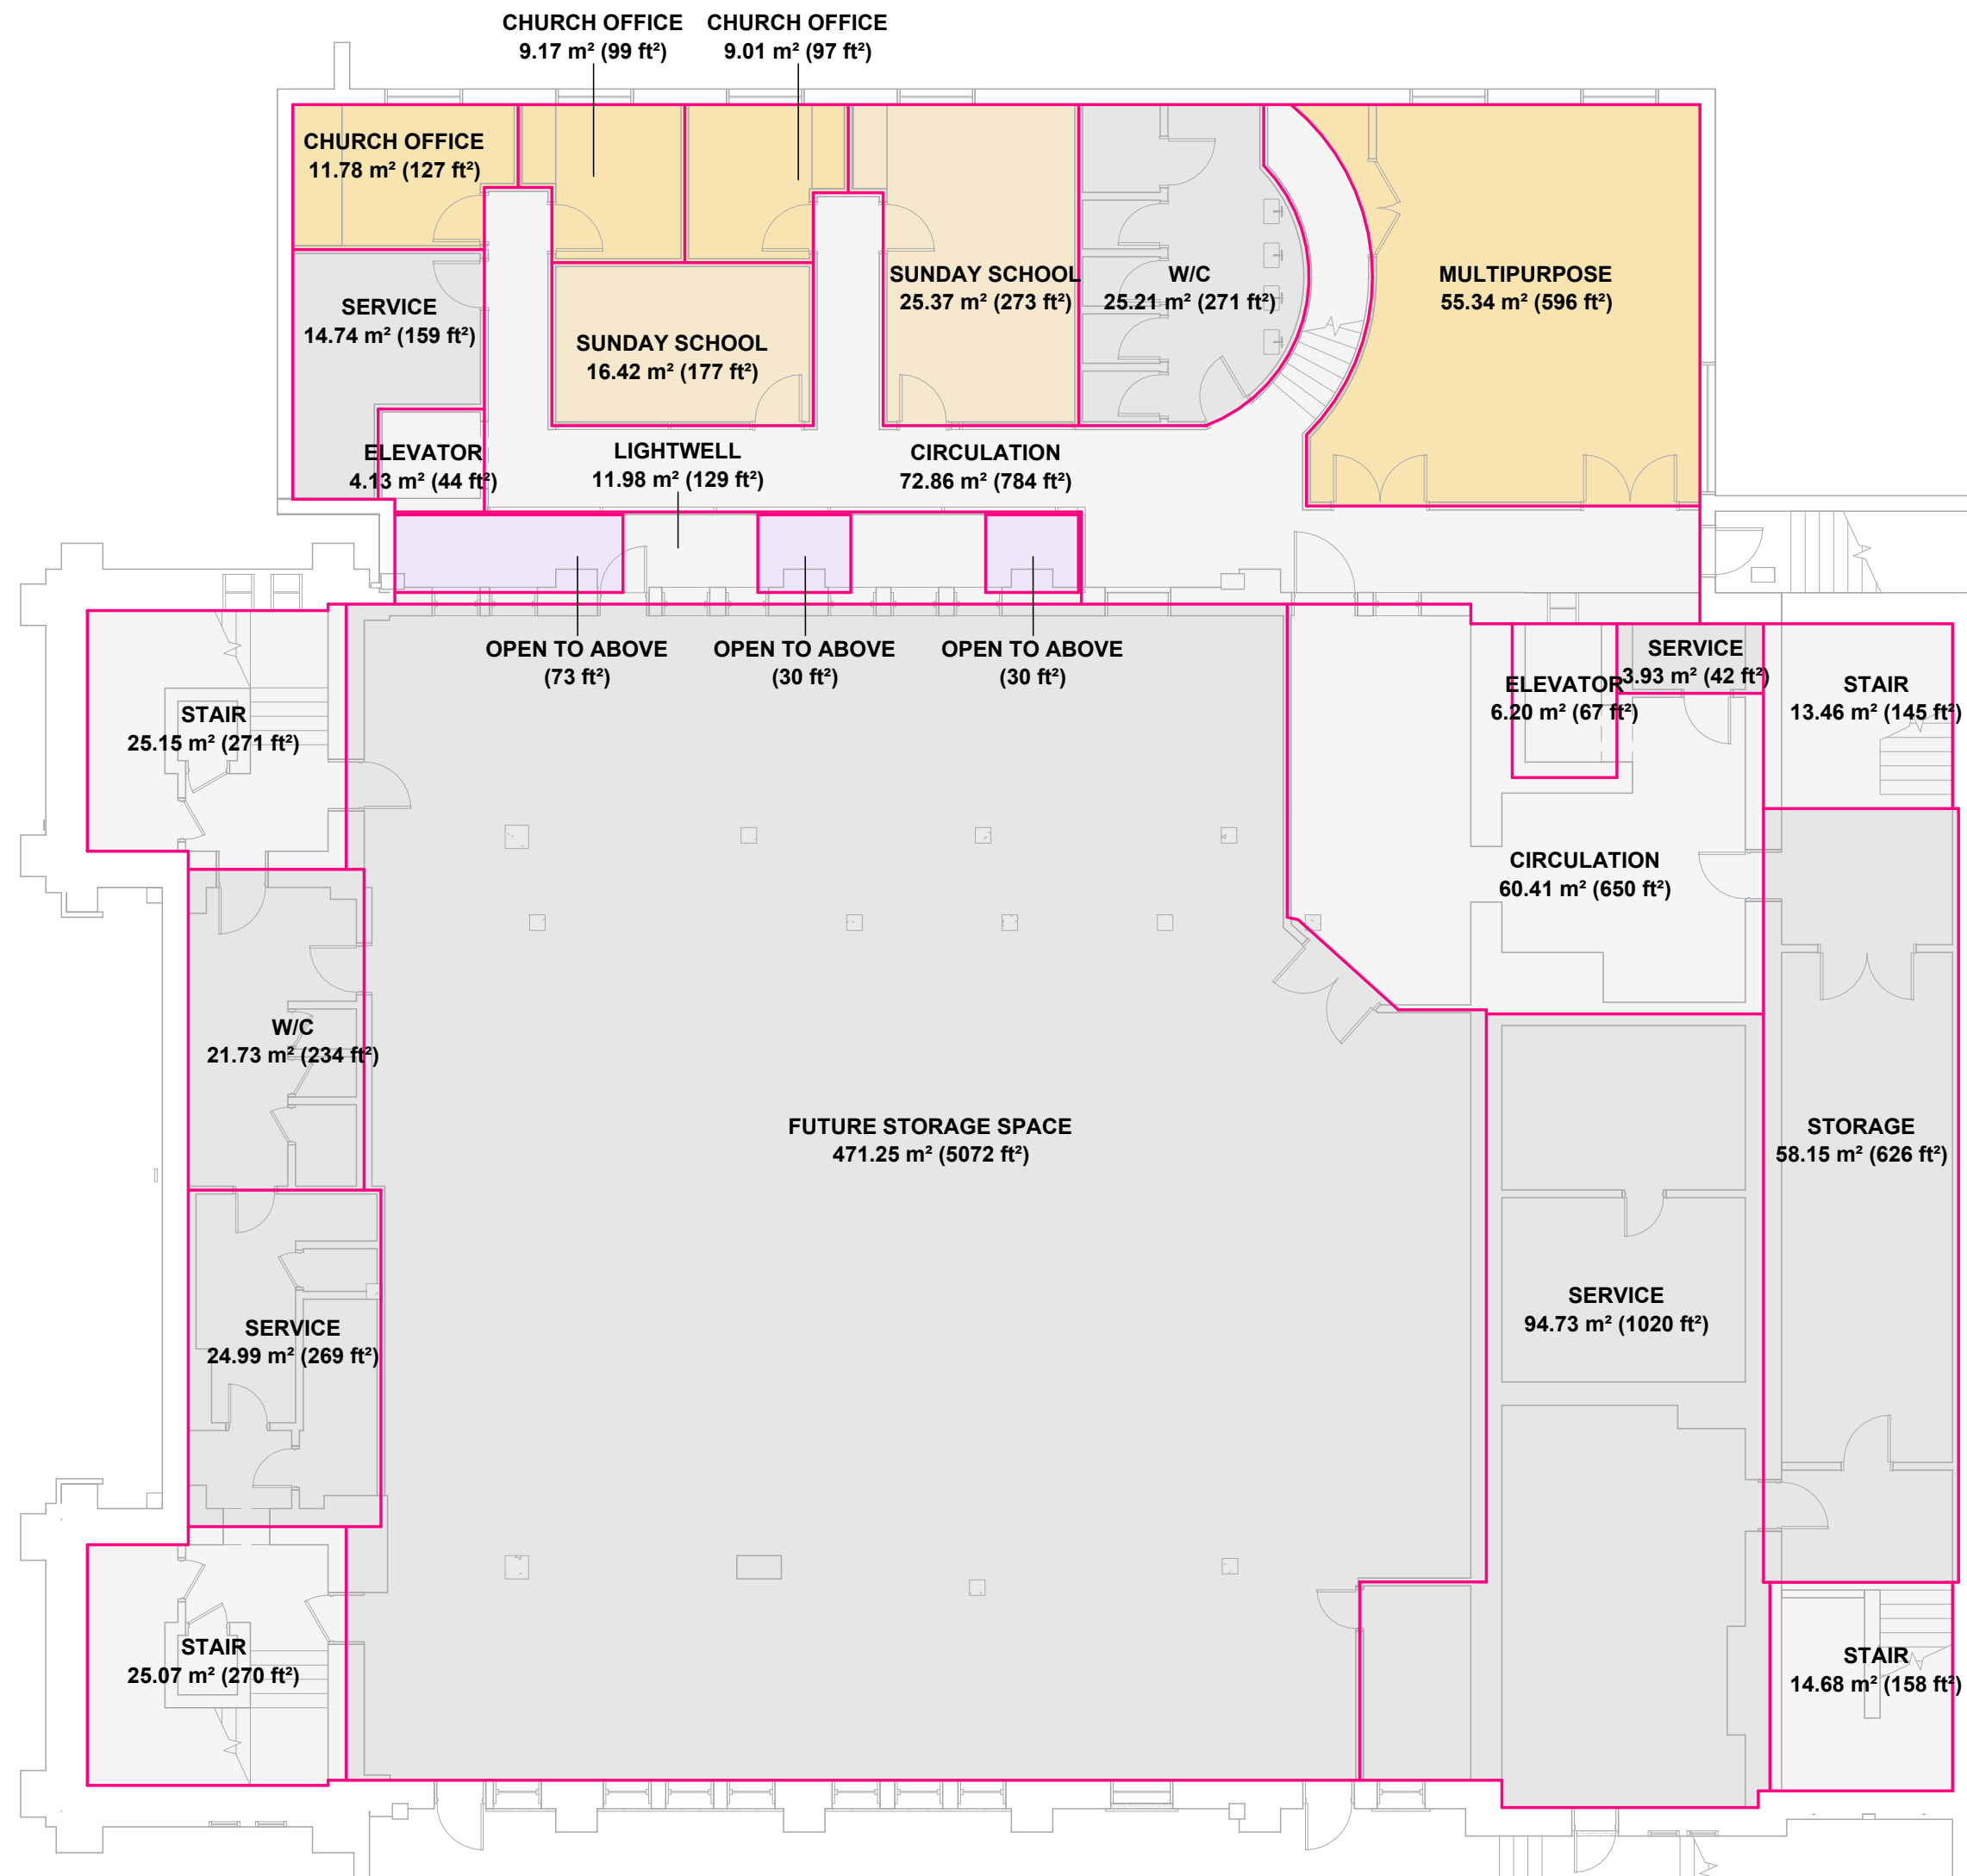 CHURCH OFFICE
9.17 m² (99 ft²)
CHURCH OFFICE
9.01 m² (97 ft²)
CHURCH OFFICE
11.78 m² (127 ft²)
SERVICE
14.74 m² (159 ft²)
SUNDAY SCHOOL
16.42 m² (177 ft²)
SUNDAY SCHOOL
25.37 m² (273 ft²)
W/C
25.21 m² (271 ft²)
MULTIPURPOSE
55.34 m² (596 ft²)
ELEVATOR
4.13 m² (44 ft²)
LIGHTWELL
11.98 m² (129 ft²)
CIRCULATION
72.86 m² (784 ft²)
OPEN TO ABOVE
(73 ft²)
OPEN TO ABOVE
(30 ft²)
OPEN TO ABOVE
(30 ft²)
SERVICE
3.93 m² (42 ft²)
ELEVATOR
6.20 m² (67 ft²)
STAIR
13.46 m² (145 ft²)
STAIR
25.15 m² (271 ft²)
CIRCULATION
60.41 m² (650 ft²)
W/C
21.73 m² (234 ft²)
FUTURE STORAGE SPACE
471.25 m² (5072 ft²)
STORAGE
58.15 m² (626 ft²)
SERVICE
94.73 m² (1020 ft²)
SERVICE
24.99 m² (269 ft²)
STAIR
25.07 m² (270 ft²)
STAIR
14.68 m² (158 ft²)